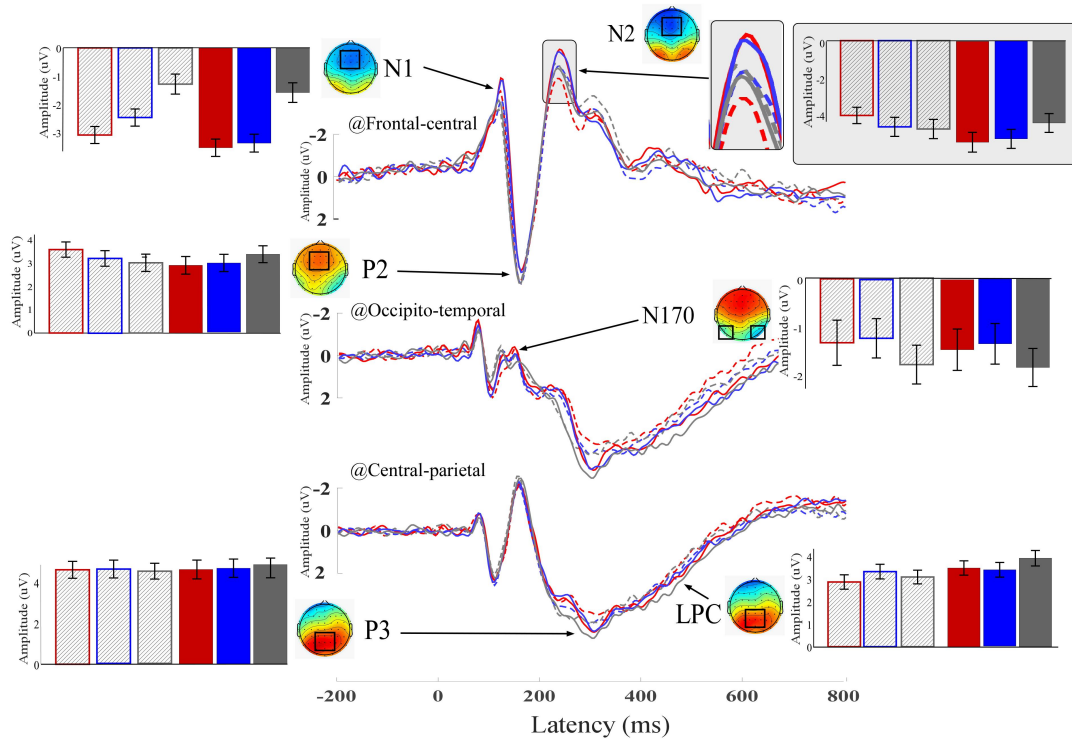 Amplitude (uV)
0
-1
-2
-3
N1
N2
Amplitude (uV)
0
-2
-4
@Frontal-central
Amplitude (uV)
-2
0
2
Amplitude (uV)
4
3
2
1
0
P2
@Occipito-temporal
N170
Amplitude (uV)
0
2
Amplitude (uV)
0
-1
-2
@Central-parietal
Amplitude (uV)
-2
0
2
Amplitude (uV)
4
2
0
P3
LPC
Amplitude (uV)
4
3
2
1
0
-200
0
200
400
600
800
Latency (ms)